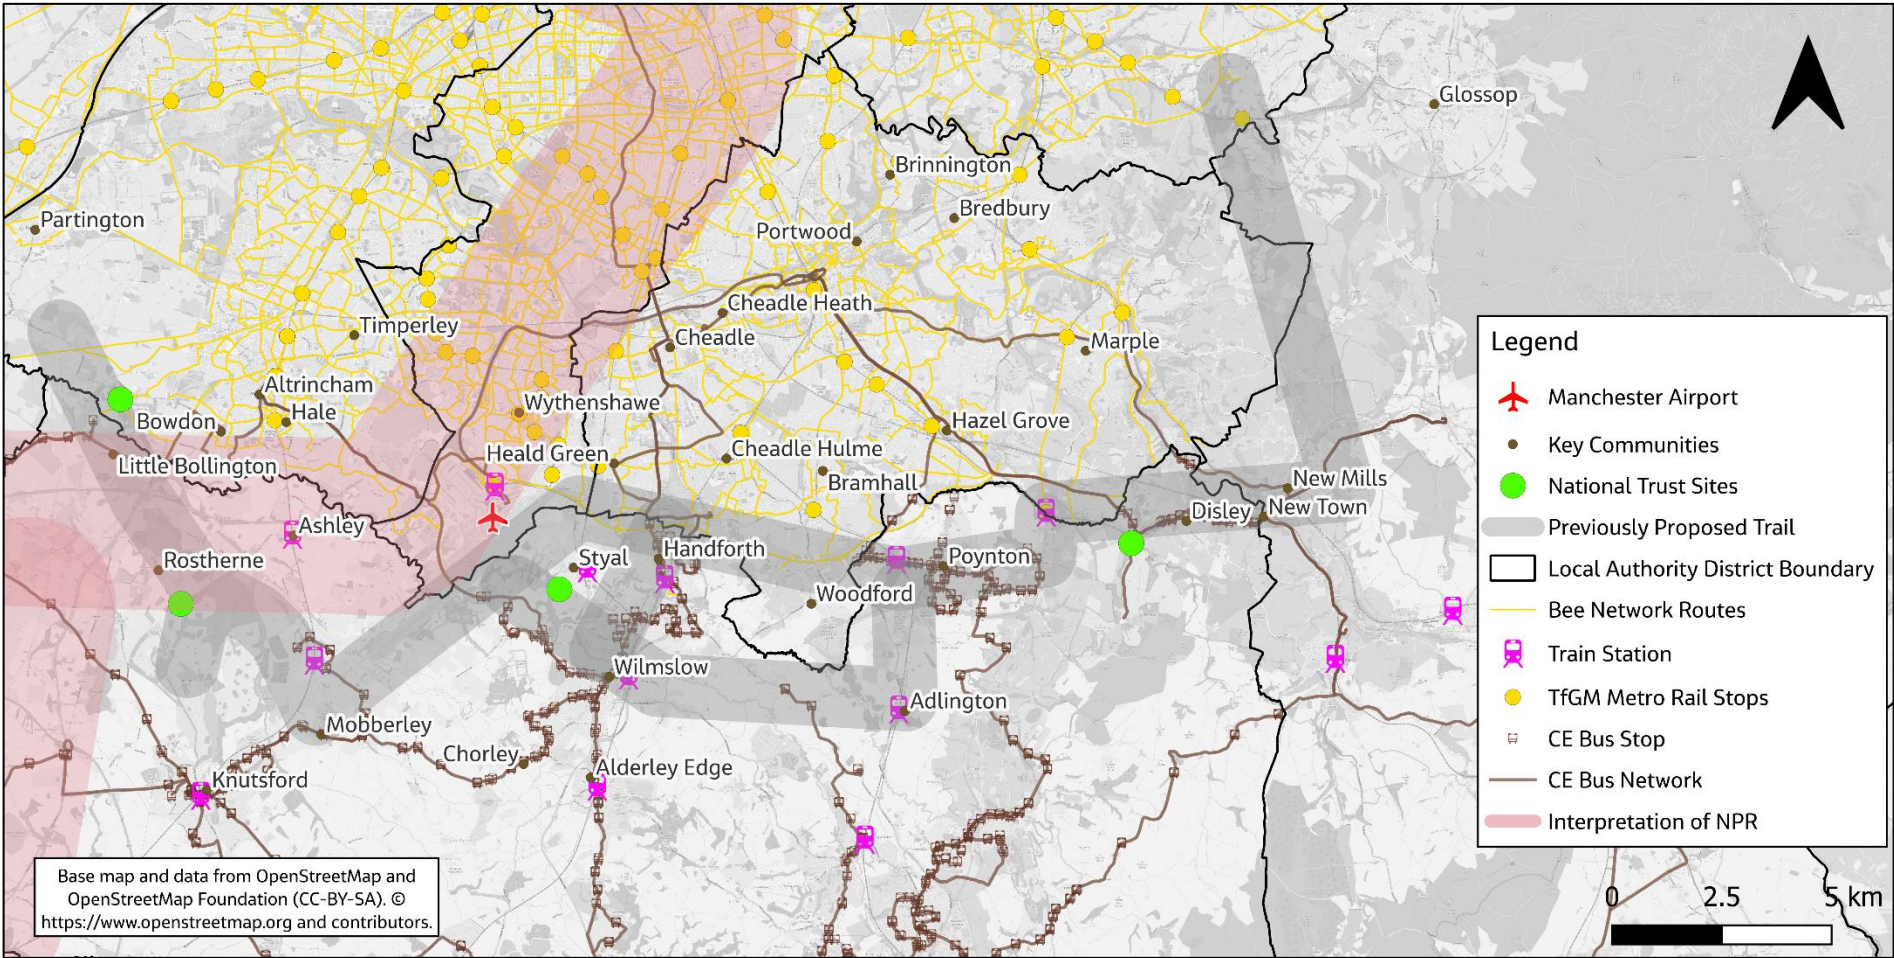 Glossop
Brinnington
Bredbury
Partington
Portwood
Cheadle Heath
Timperley
Cheadle
Marple
Altrincham
Hale
Bowdon
Wythenshawe
Hazel Grove
Heald Green
Cheadle Hulme
Little Bollington
Bramhall
New Mills
New Town
Disley
Ashley
Rostherne
Styal
Handforth
Poynton
Woodford
Wilmslow
Adlington
Mobberley
Chorley
Alderley Edge
Knutsford
Legend
Manchester Airport
Key Communities
National Trust Sites
Previously Proposed Trail
Local Authority District Boundary
Bee Network Routes
Train Station
TfGM Metro Rail Stops
CE Bus Stop
CE Bus Network
Interpretation of NPR
Base map and data from OpenStreetMap and
OpenStreetMap Foundation (CC-BY-SA). ©
https://www.openstreetmap.org and contributors.
0 2.5 5 km